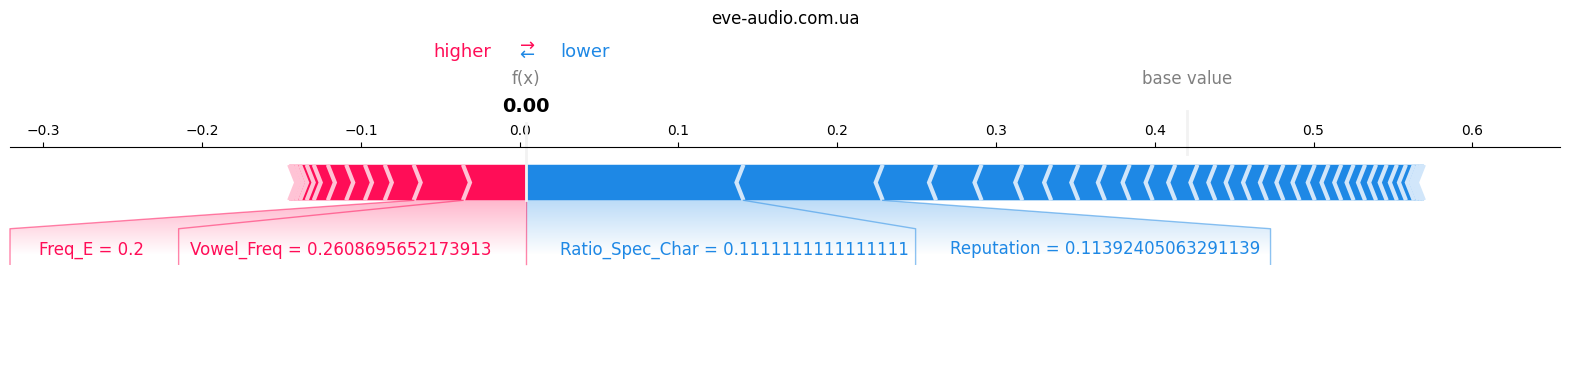 eve-audio.com.ua
higher ⇄ lower
f(x) base value
0.00
−0.3 −0.2 −0.1 0.0 0.1 0.2 0.3 0.4 0.5 0.6
Freq_E = 0.2 Vowel_Freq = 0.2608695652173913 Ratio_Spec_Char = 0.1111111111111111 Reputation = 0.11392405063291139